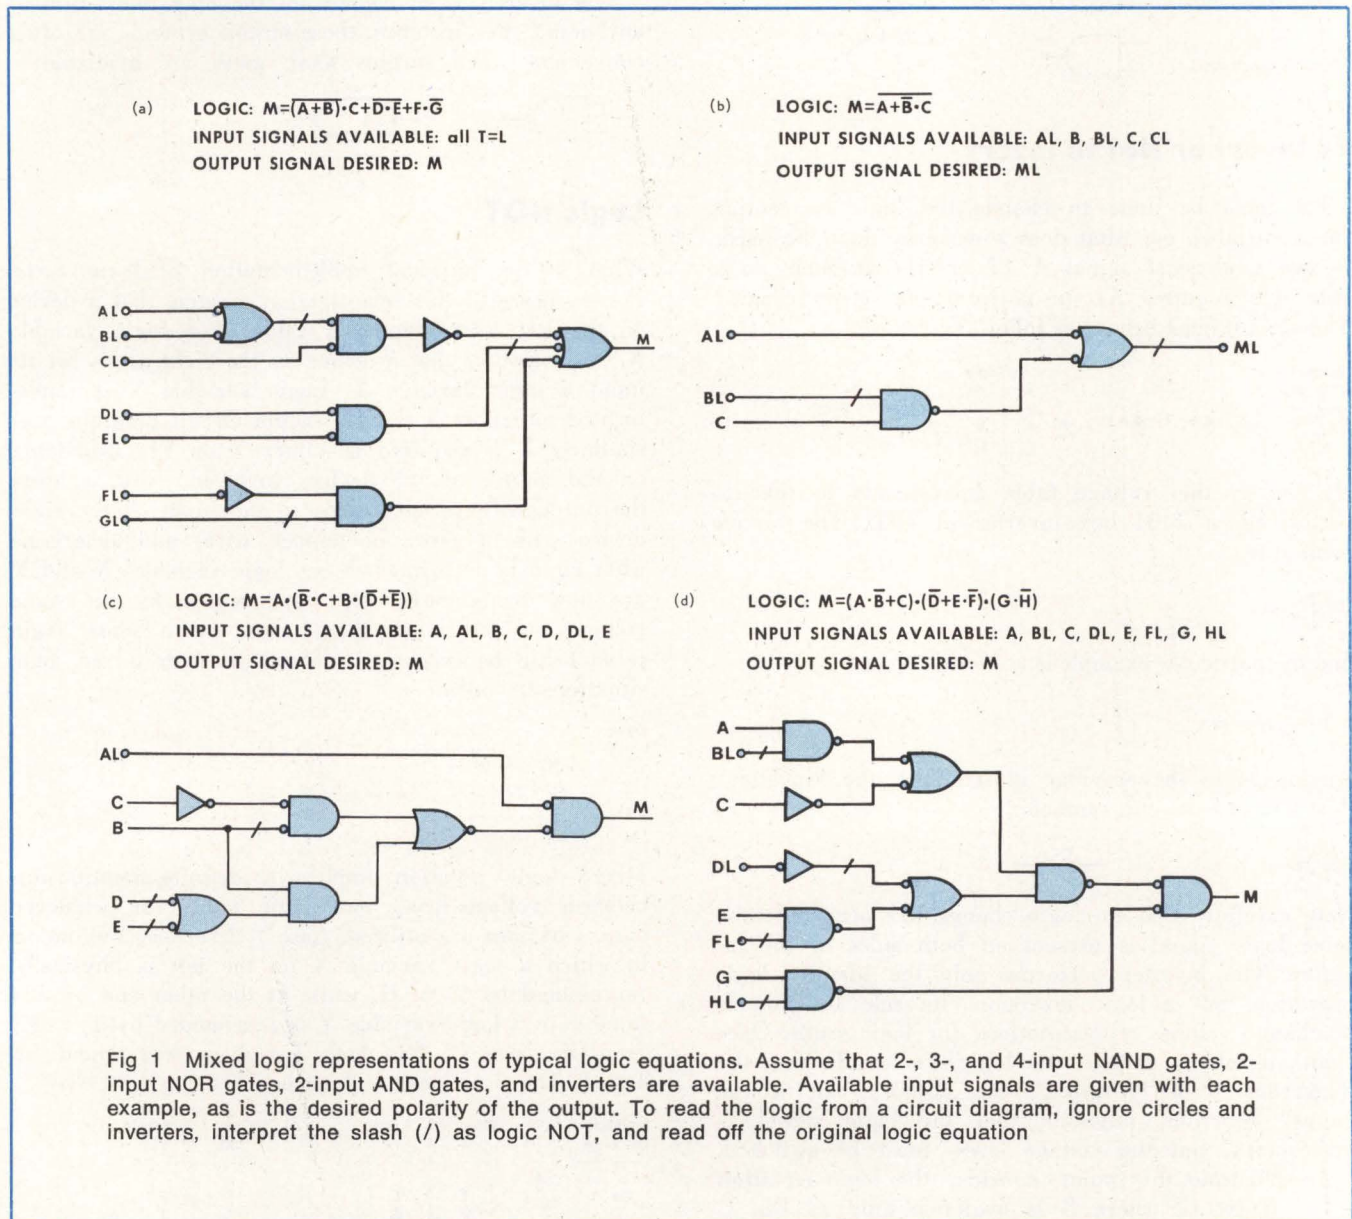 (a) LOGIC: M=(A̅+̅B̅)·C+D̅·̅E̅+F·G̅
INPUT SIGNALS AVAILABLE: all T=L
OUTPUT SIGNAL DESIRED: M
AL
BL
CL
DL
EL
FL
GL
M
(b) LOGIC: M=A̅+̅B̅·̅C̅
INPUT SIGNALS AVAILABLE: AL, B, BL, C, CL
OUTPUT SIGNAL DESIRED: ML
AL
BL
C
ML
(c) LOGIC: M=A·(B̅·C+B·(D̅+E̅))
INPUT SIGNALS AVAILABLE: A, AL, B, C, D, DL, E
OUTPUT SIGNAL DESIRED: M
AL
C
B
D
E
M
(d) LOGIC: M=(A·B̅+C)·(D̅+E·F̅)·(G·H̅)
INPUT SIGNALS AVAILABLE: A, BL, C, DL, E, FL, G, HL
OUTPUT SIGNAL DESIRED: M
A
BL
C
DL
E
FL
G
HL
M
Fig 1 Mixed logic representations of typical logic equations. Assume that 2-, 3-, and 4-input NAND gates, 2-
input NOR gates, 2-input AND gates, and inverters are available. Available input signals are given with each
example, as is the desired polarity of the output. To read the logic from a circuit diagram, ignore circles and
inverters, interpret the slash (/) as logic NOT, and read off the original logic equation